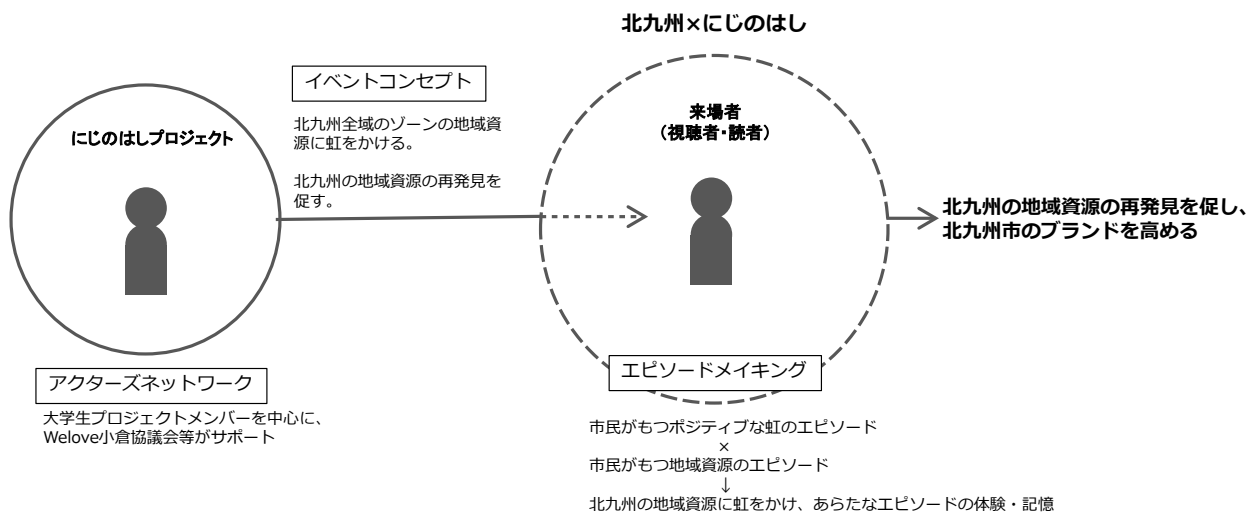 北九州×にじのはし
イベントコンセプト
北九州全域のゾーンの地域資
源に虹をかける。
北九州の地域資源の再発見を
促す。
にじのはしプロジェクト
来場者
（視聴者・読者）
北九州の地域資源の再発見を促し、
北九州市のブランドを高める
アクターズネットワーク
大学生プロジェクトメンバーを中心に、
Welove小倉協議会等がサポート
エピソードメイキング
市民がもつポジティブな虹のエピソード
×
市民がもつ地域資源のエピソード
↓
北九州の地域資源に虹をかけ、あらたなエピソードの体験・記憶